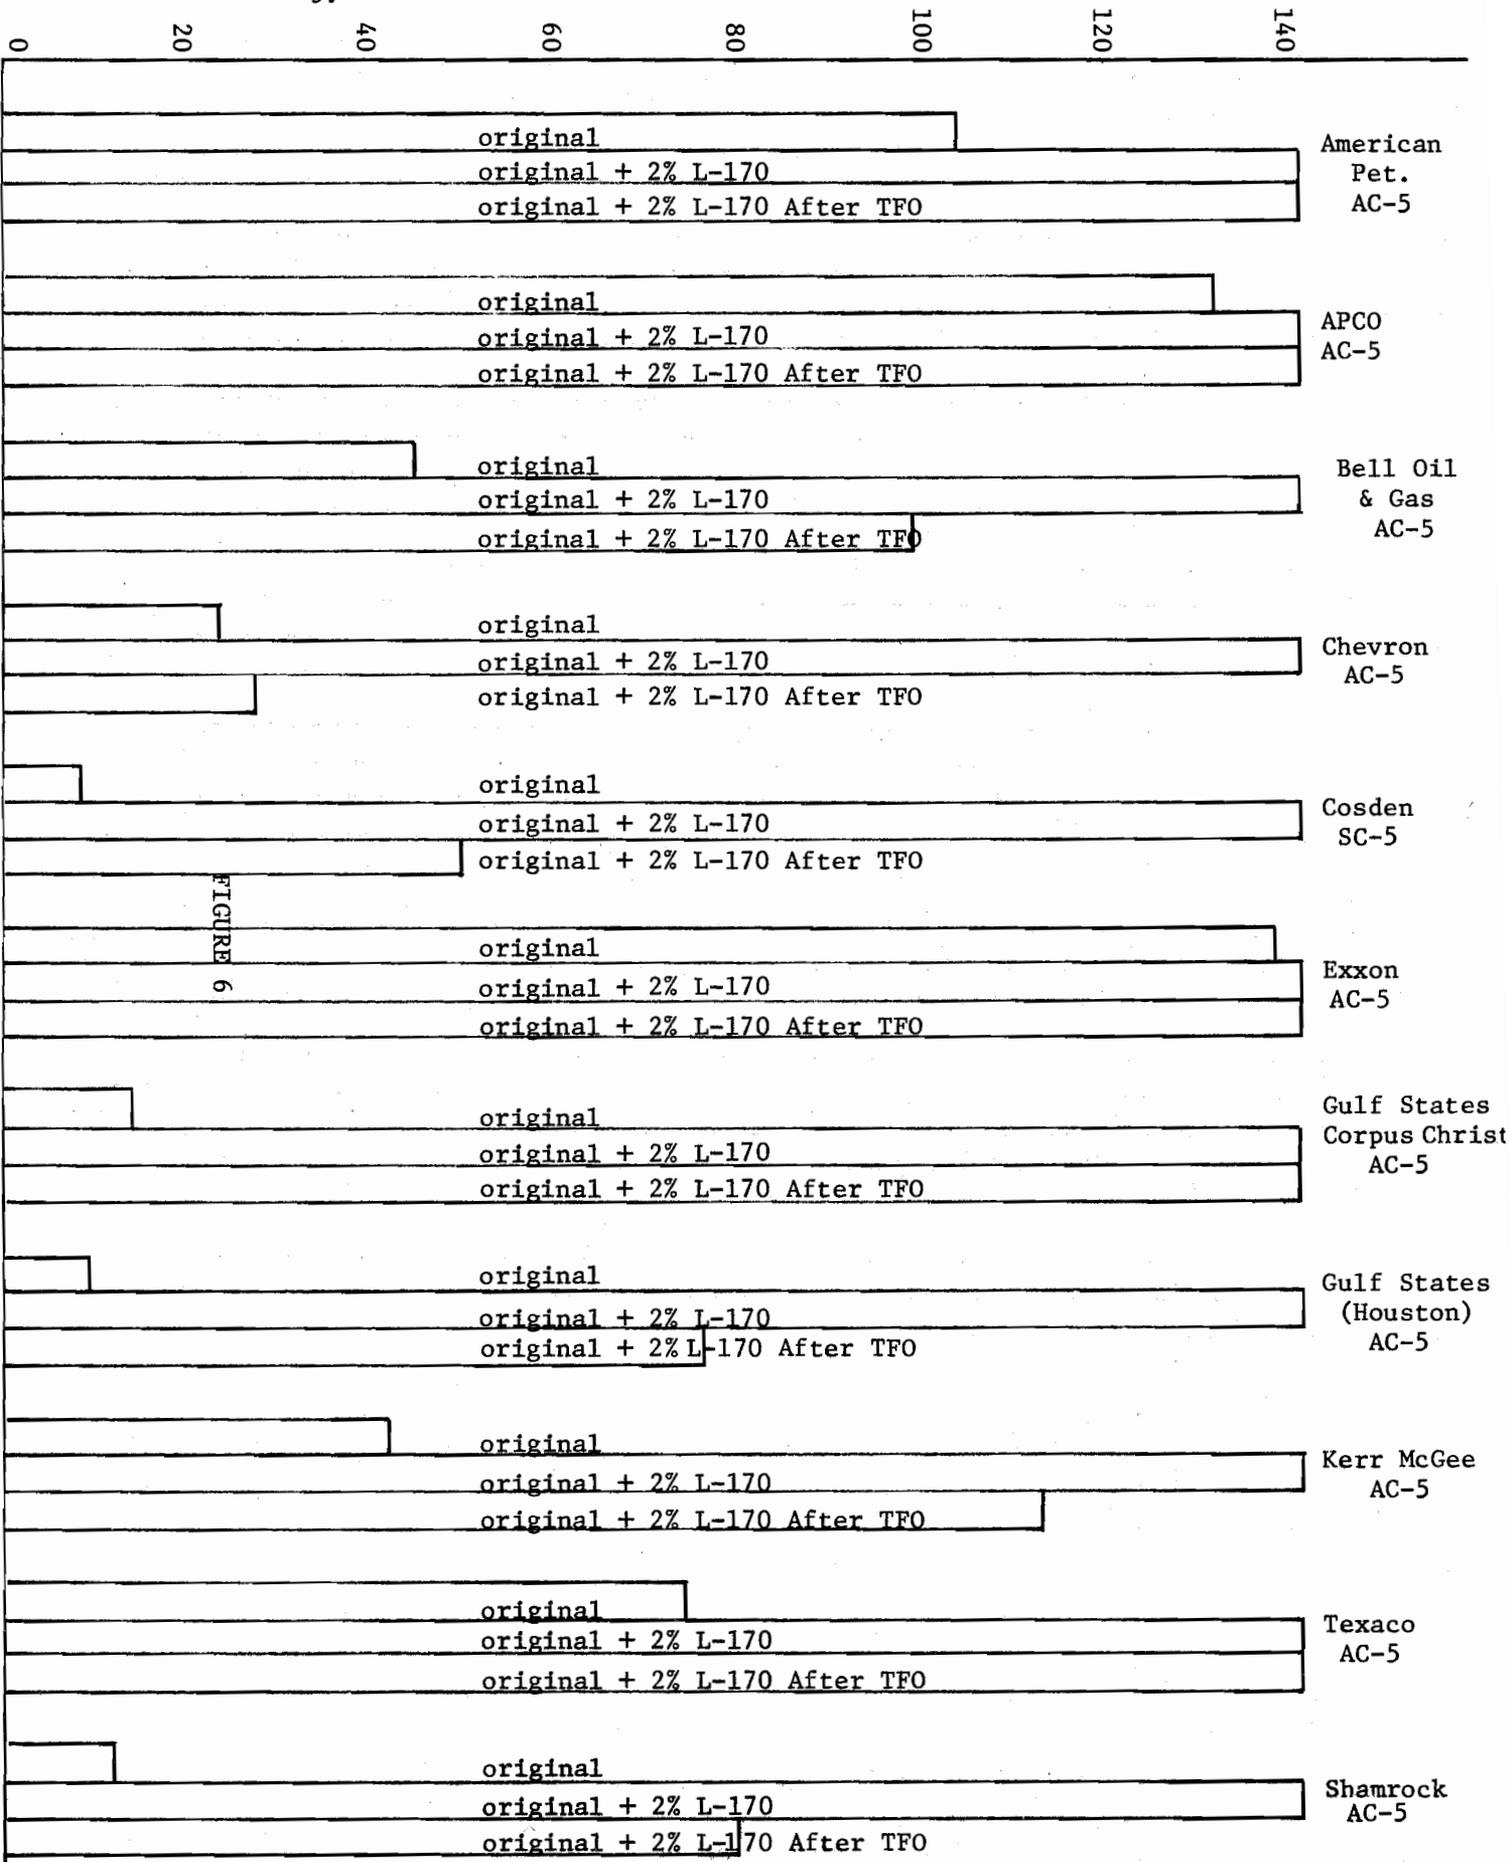 0 20 40 60 80 100 120 140
original
original + 2% L-170
original + 2% L-170 After TFO
American
Pet.
AC-5
original
original + 2% L-170
original + 2% L-170 After TFO
APCO
AC-5
original
original + 2% L-170
original + 2% L-170 After TFO
Bell Oil
& Gas
AC-5
original
original + 2% L-170
original + 2% L-170 After TFO
Chevron
AC-5
original
original + 2% L-170
original + 2% L-170 After TFO
Cosden
SC-5
FIGURE 6
original
original + 2% L-170
original + 2% L-170 After TFO
Exxon
AC-5
original
original + 2% L-170
original + 2% L-170 After TFO
Gulf States
Corpus Christ
AC-5
original
original + 2% L-170
original + 2% L-170 After TFO
Gulf States
(Houston)
AC-5
original
original + 2% L-170
original + 2% L-170 After TFO
Kerr McGee
AC-5
original
original + 2% L-170
original + 2% L-170 After TFO
Texaco
AC-5
original
original + 2% L-170
original + 2% L-170 After TFO
Shamrock
AC-5